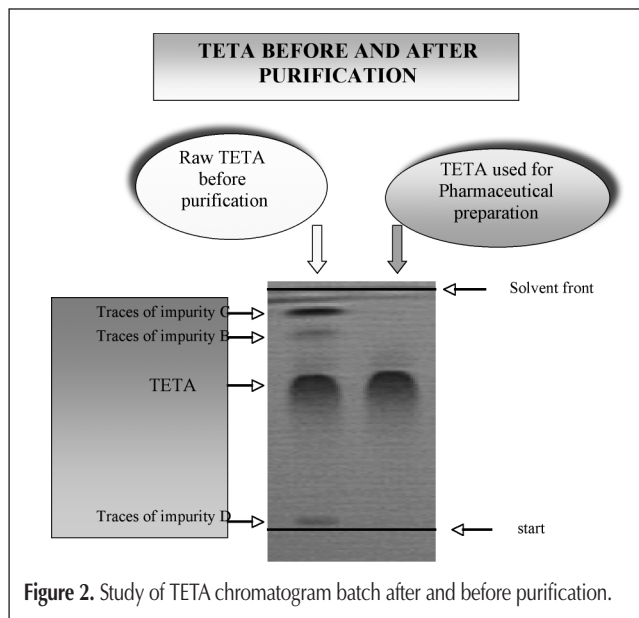 TETA BEFORE AND AFTER
PURIFICATION
Raw TETA
before
purification
TETA used for
Pharmaceutical
preparation
Solvent front
Traces of impurity C
Traces of impurity B
TETA
Traces of impurity D
start
Figure 2. Study of TETA chromatogram batch after and before purification.